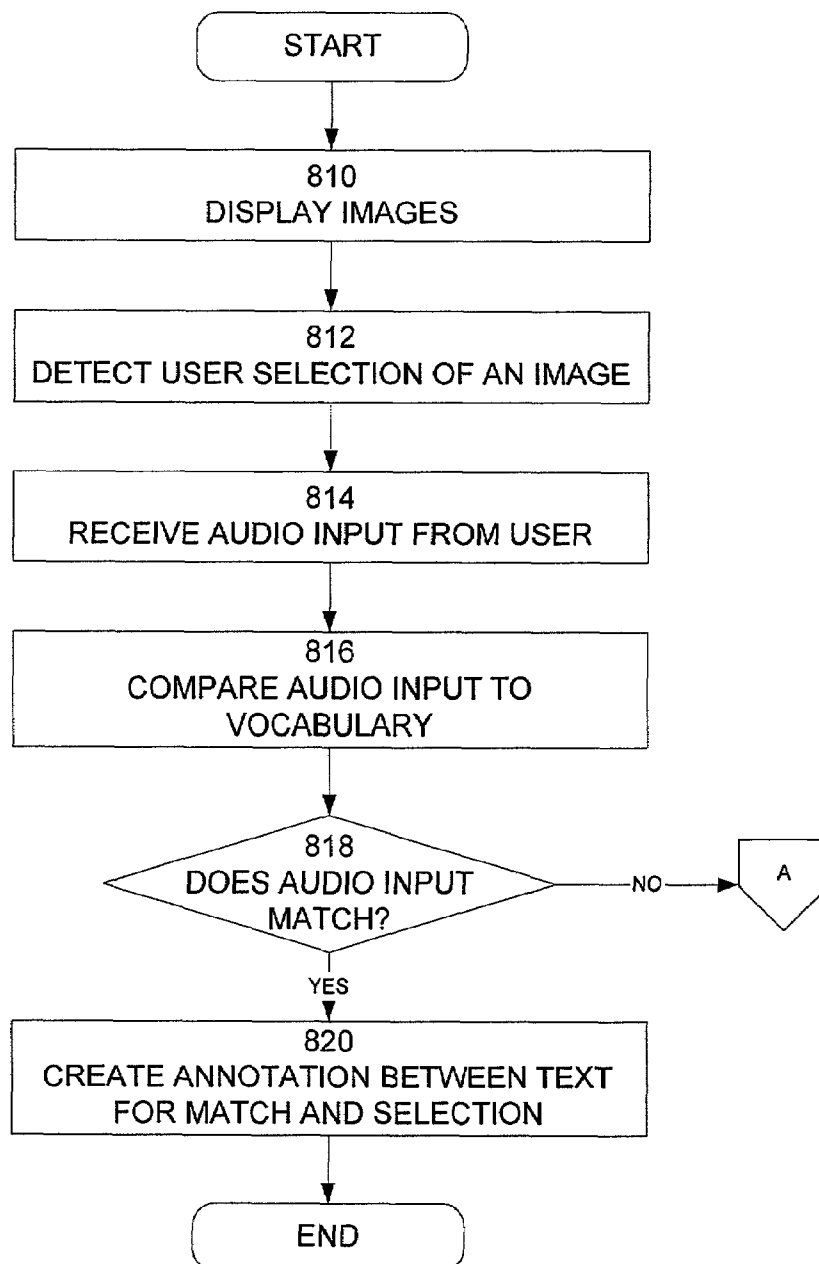 START
810
DISPLAY IMAGES
812
DETECT USER SELECTION OF AN IMAGE
814
RECEIVE AUDIO INPUT FROM USER
816
COMPARE AUDIO INPUT TO
VOCABULARY
818
DOES AUDIO INPUT
MATCH?
NO
A
YES
820
CREATE ANNOTATION BETWEEN TEXT
FOR MATCH AND SELECTION
END